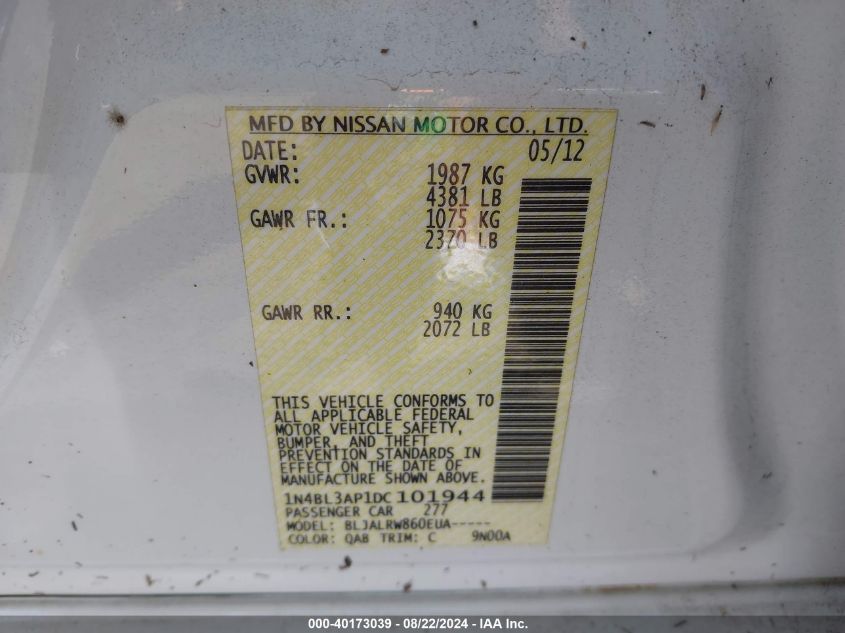 MFD BY NISSAN MOTOR CO., LTD.
DATE: 05/12
GVWR: 1987 KG
4381 LB
GAWR FR.: 1075 KG
2370 LB
GAWR RR.: 940 KG
2072 LB
THIS VEHICLE CONFORMS TO
ALL APPLICABLE FEDERAL
MOTOR VEHICLE SAFETY,
BUMPER, AND THEFT
PREVENTION STANDARDS IN
EFFECT ON THE DATE OF
MANUFACTURE SHOWN ABOVE.
1N4BL3AP1DC101944
PASSENGER CAR 277
MODEL: BLJALRW860EUA-----
COLOR: QAB TRIM: C 9N00A
000-40173039 - 08/22/2024 - IAA Inc.